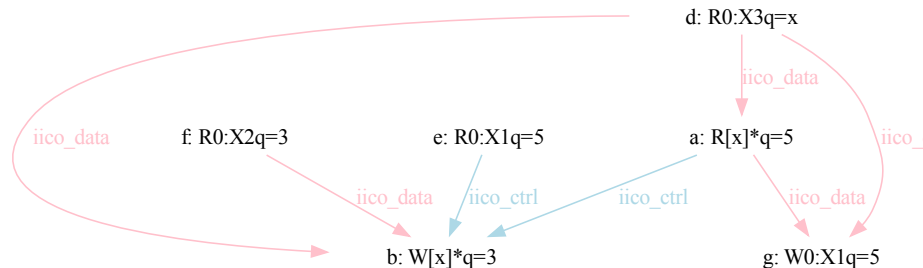 d: R0:X3q=x
iico_data
iico_data
f: R0:X2q=3
e: R0:X1q=5
a: R[x]*q=5
iico_
iico_data
iico_ctrl
iico_ctrl
iico_data
b: W[x]*q=3
g: W0:X1q=5